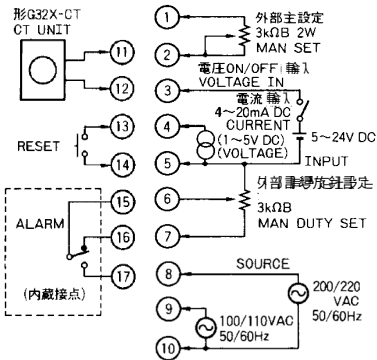 形G32X-CT
CT UNIT
11
12
13
RESET
14
15
ALARM
16
17
(内蔵接点)
1
外部主設定
3kΩB 2W
2
MAN SET
電圧ON/OFF輸入
3
VOLTAGE IN
電流輸入
4~20mA DC
4
CURRENT
(1~5V DC)
(VOLTAGE)
5~24V DC
5
INPUT
外部
設定
6
3kΩB
MAN DUTY SET
7
8
SOURCE
200/220
VAC
50/60Hz
9
100/110VAC
50/60Hz
10